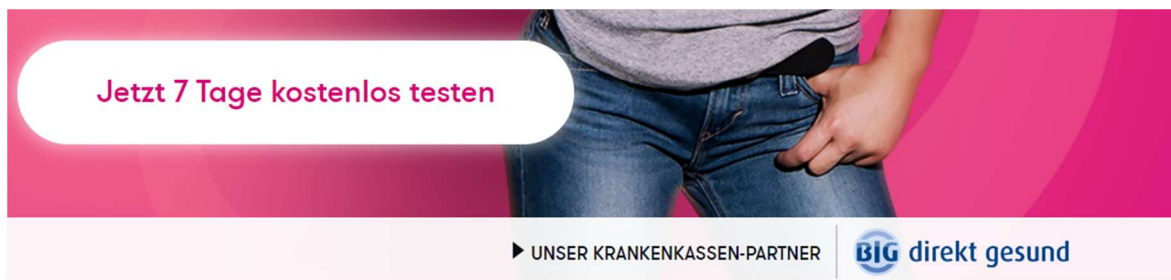 Jetzt 7 Tage kostenlos testen
UNSER KRANKENKASSEN-PARTNER
BIG direkt gesund